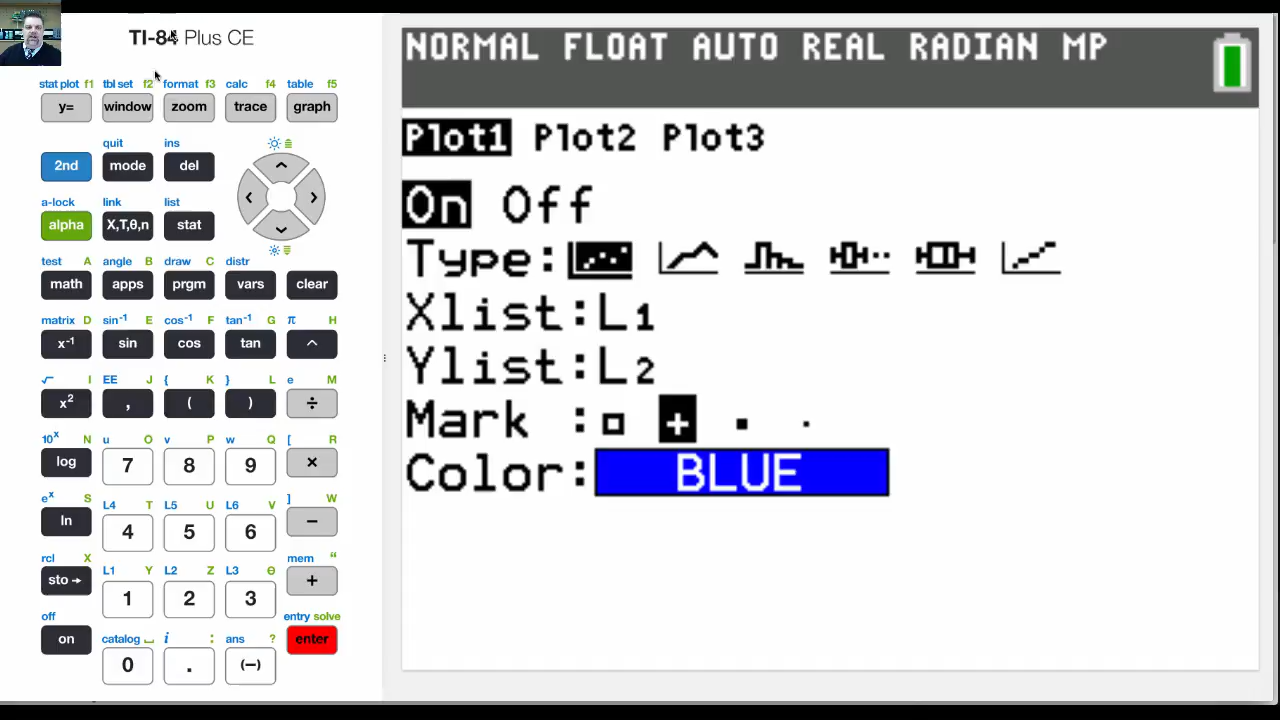 TI-84 Plus CE
NORMAL FLOAT AUTO REAL RADIAN MP
Plot1 Plot2 Plot3
On Off
Type:
Xlist:L1
Ylist:L2
Mark :
Color: BLUE
stat plot f1 tbl set f2 format f3 calc f4 table f5
y= window zoom trace graph
quit ins
2nd mode del
a-lock link list
alpha X,T,θ,n stat
test A angle B draw C distr
math apps prgm vars clear
matrix D sin-1 E cos-1 F tan-1 G π H
x-1 sin cos tan ^
√ I EE J { K } L e M
x2 , ( ) ÷
10x N u O v P w Q [ R
log 7 8 9 ×
ex S L4 T L5 U L6 V ] W
ln 4 5 6 −
rcl X L1 Y L2 Z L3 θ mem "
sto→ 1 2 3 +
off catalog i : ans ? entry solve
on 0 . (−) enter